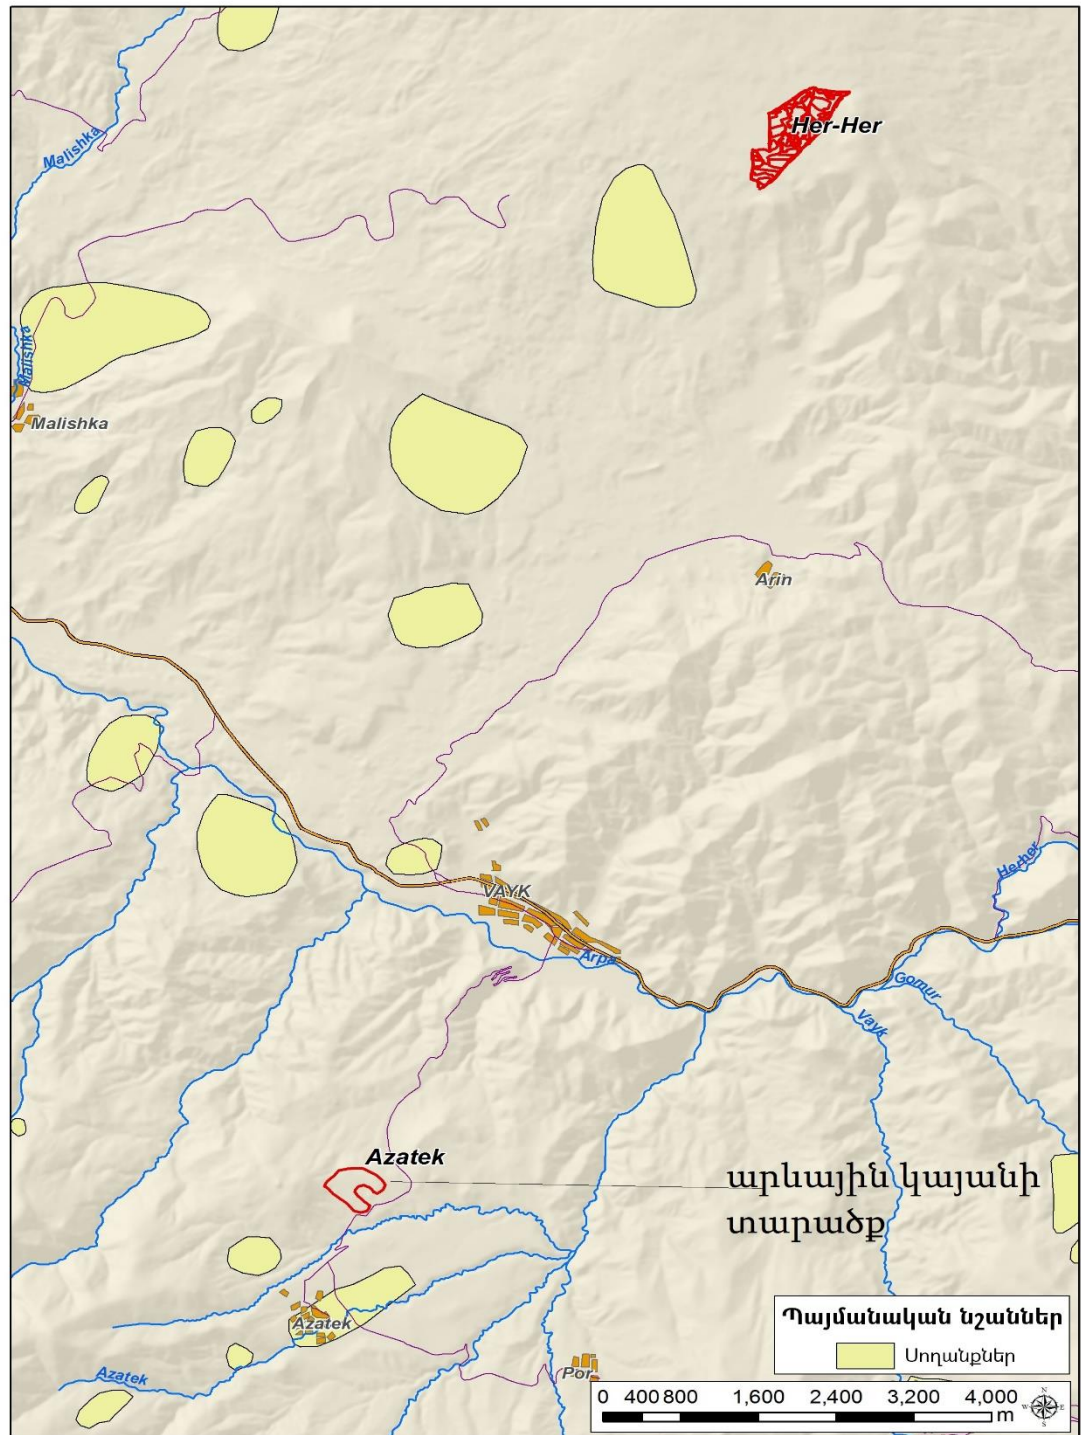 Malishka
Her-Her
Malishka
Malishka
Arin
VAYK
Arpa
Herher
Gomur
Vayk
Azatek
արևային կայանի
տարածք
Azatek
Azatek
Por
Պայմանական նշաններ
Սողանքներ
0 400 800 1,600 2,400 3,200 4,000
m
N
W E
S